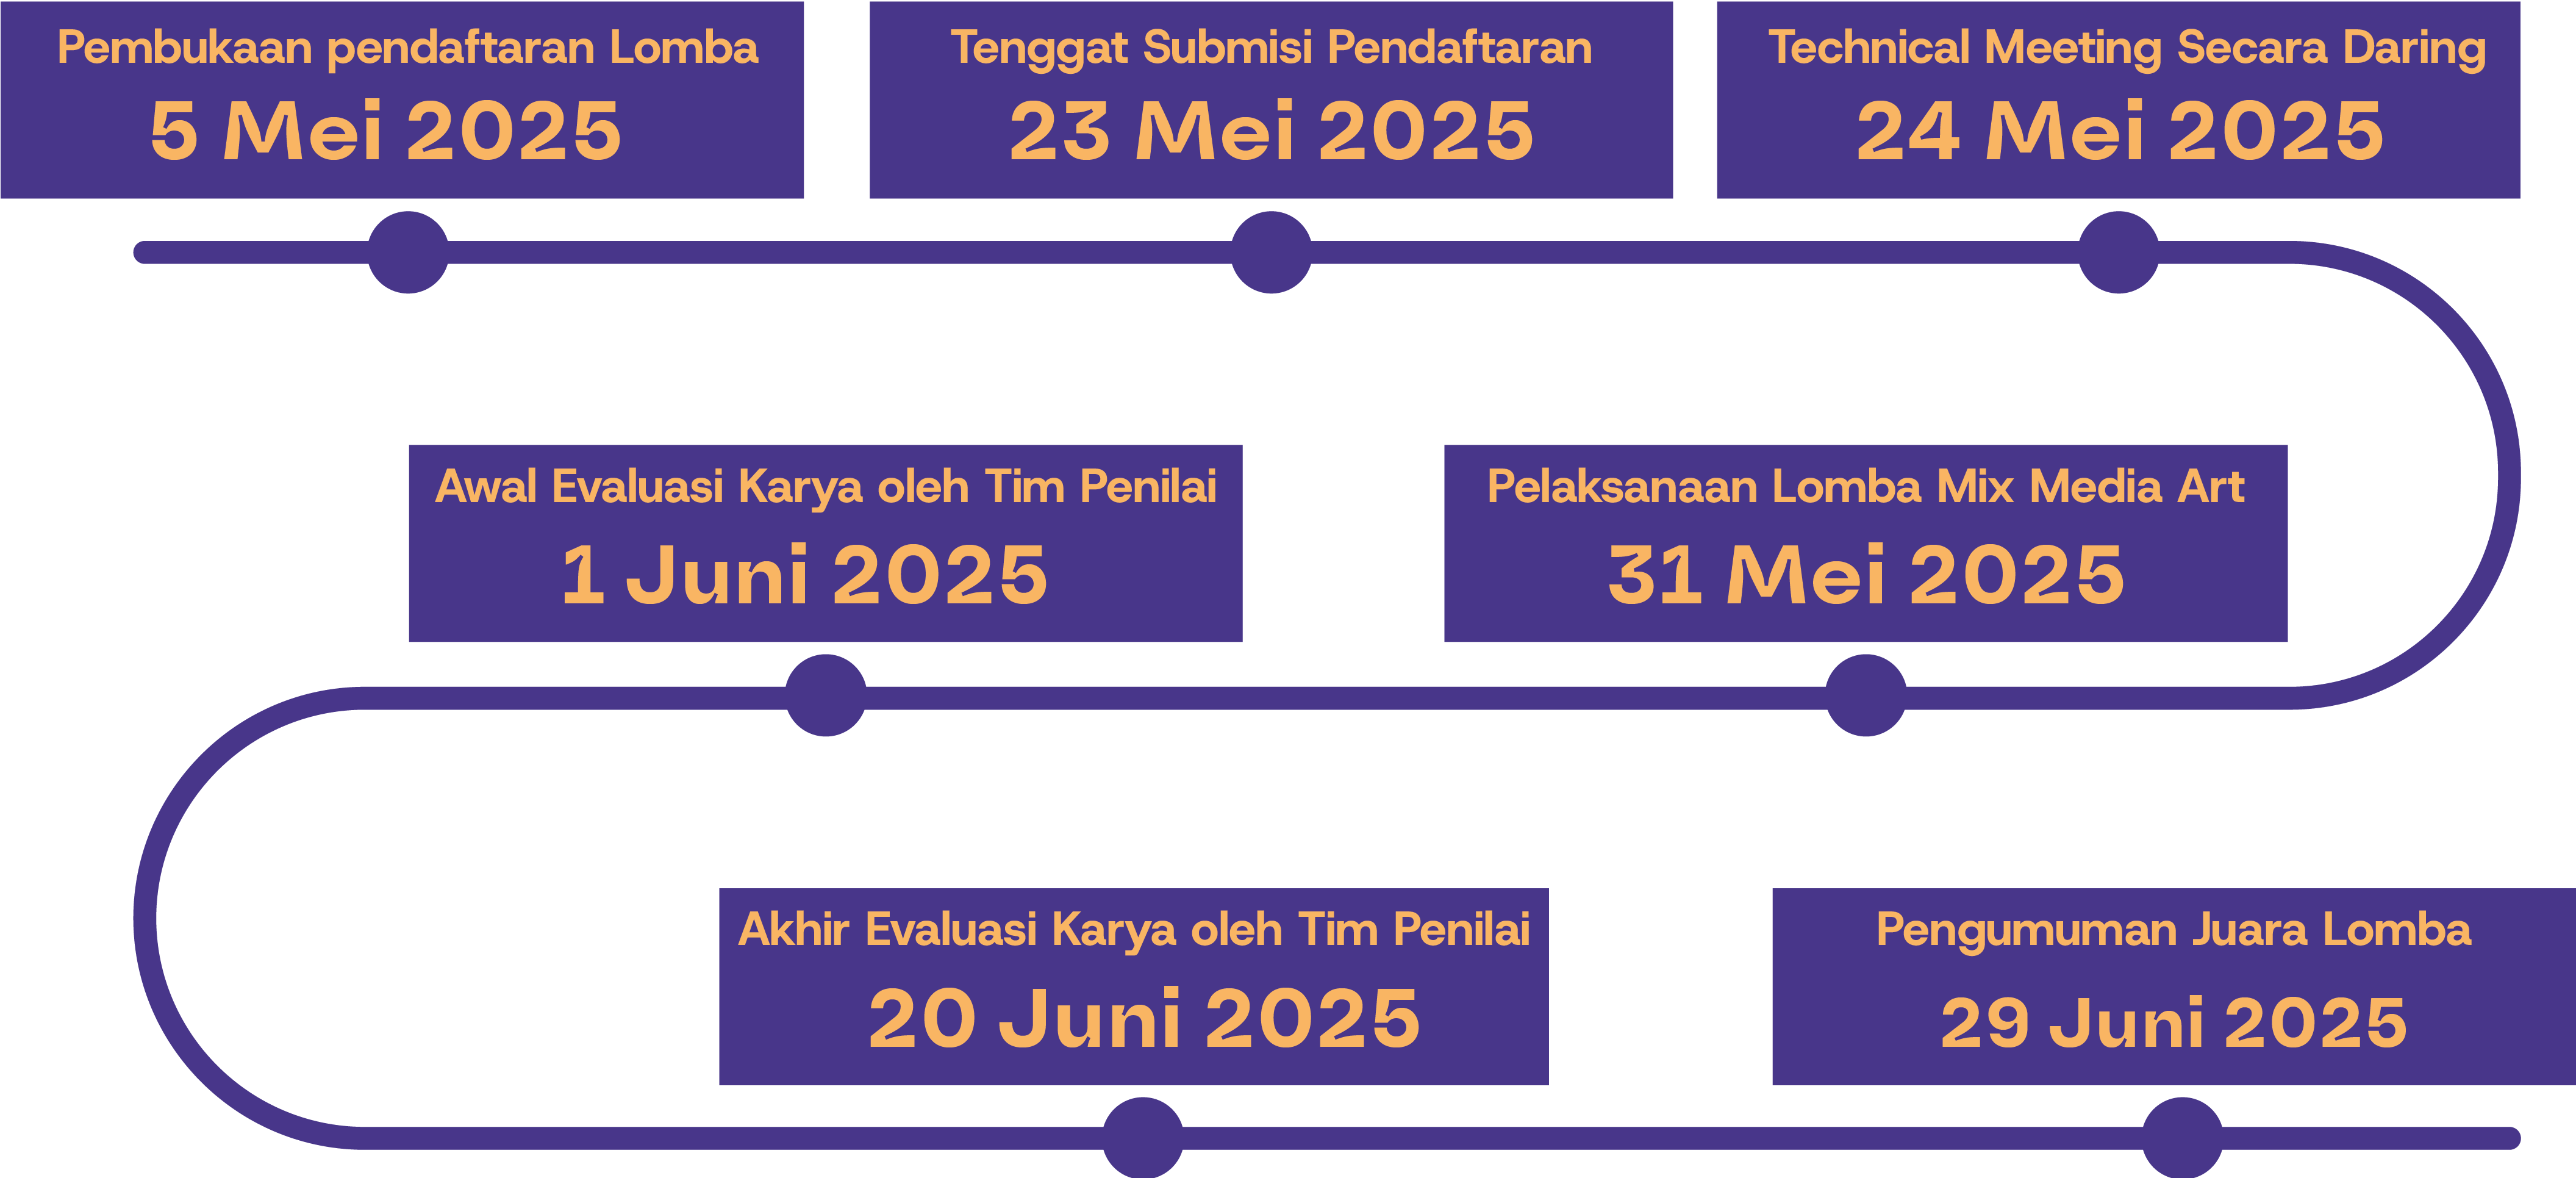 Pembukaan pendaftaran Lomba
5 Mei 2025
Tenggat Submisi Pendaftaran
23 Mei 2025
Technical Meeting Secara Daring
24 Mei 2025
Pelaksanaan Lomba Mix Media Art
31 Mei 2025
Awal Evaluasi Karya oleh Tim Penilai
1 Juni 2025
Akhir Evaluasi Karya oleh Tim Penilai
20 Juni 2025
Pengumuman Juara Lomba
29 Juni 2025